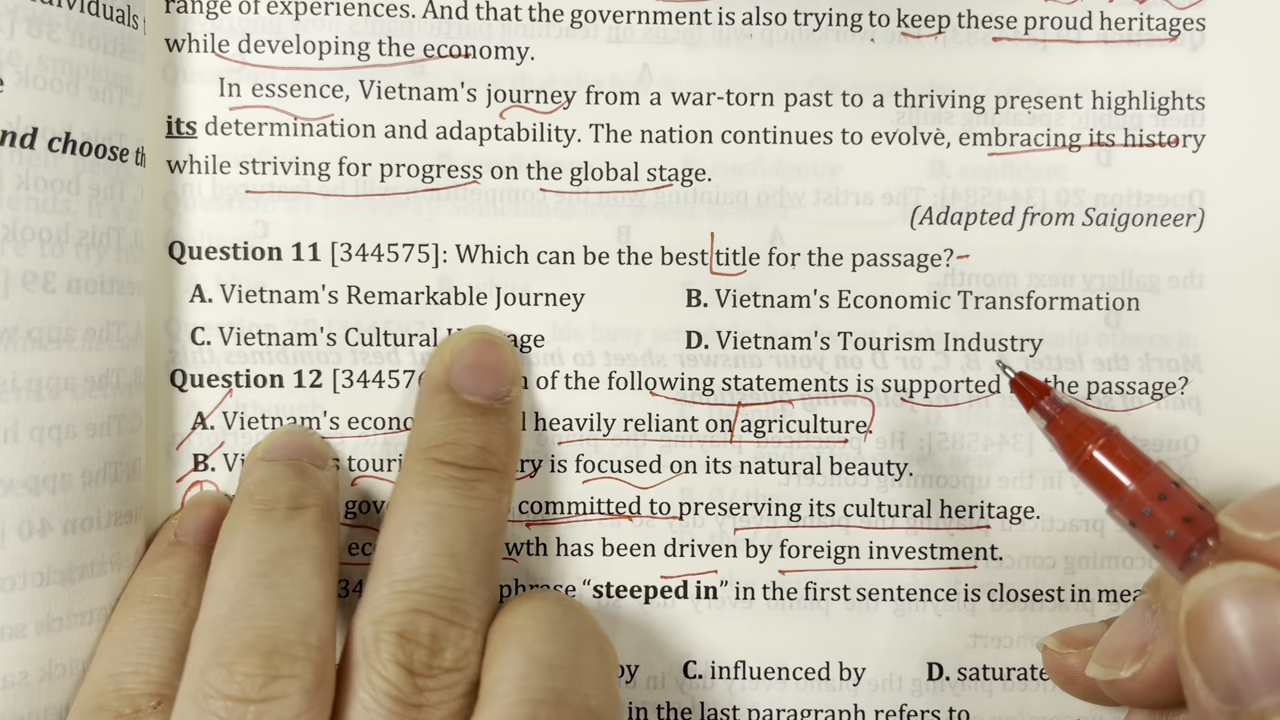 range of experiences. And that the government is also trying to keep these proud heritages
while developing the economy.
In essence, Vietnam's journey from a war-torn past to a thriving present highlights
its determination and adaptability. The nation continues to evolve, embracing its history
while striving for progress on the global stage.
(Adapted from Saigoneer)
nd choose th
Question 11 [344575]: Which can be the best title for the passage?
A. Vietnam's Remarkable Journey B. Vietnam's Economic Transformation
C. Vietnam's Cultural D. Vietnam's Tourism Industry
Question 12 [34457 of the following statements is supported the passage?
A. Vietnam's econo heavily reliant on agriculture.
B. is focused on its natural beauty.
committed to preserving its cultural heritage.
wth has been driven by foreign investment.
phrase “steeped in” in the first sentence is closest in mea
by C. influenced by D. saturate
in the last paragraph refers to